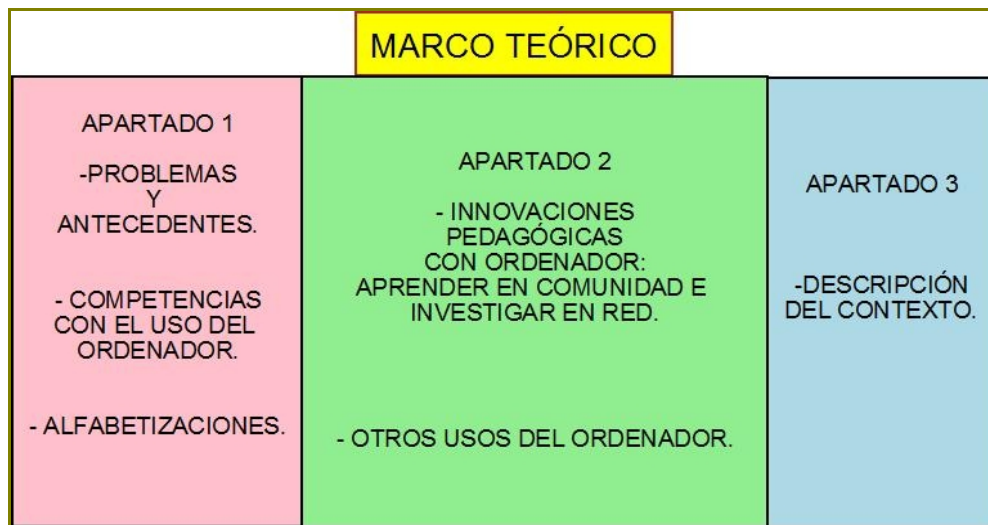 MARCO TEÓRICO
APARTADO 1
-PROBLEMAS
Y
ANTECEDENTES.
- COMPETENCIAS
CON EL USO DEL
ORDENADOR.
- ALFABETIZACIONES.
APARTADO 2
- INNOVACIONES
PEDAGÓGICAS
CON ORDENADOR:
APRENDER EN COMUNIDAD E
INVESTIGAR EN RED.
- OTROS USOS DEL ORDENADOR.
APARTADO 3
-DESCRIPCIÓN
DEL CONTEXTO.